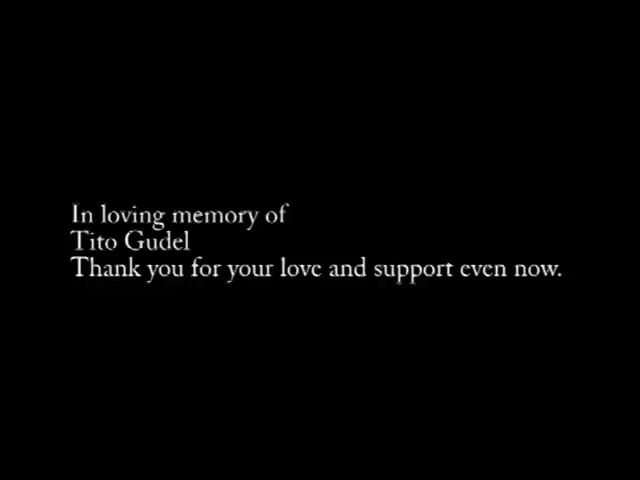 In loving memory of
Tito Gudel
Thank you for your love and support even now.